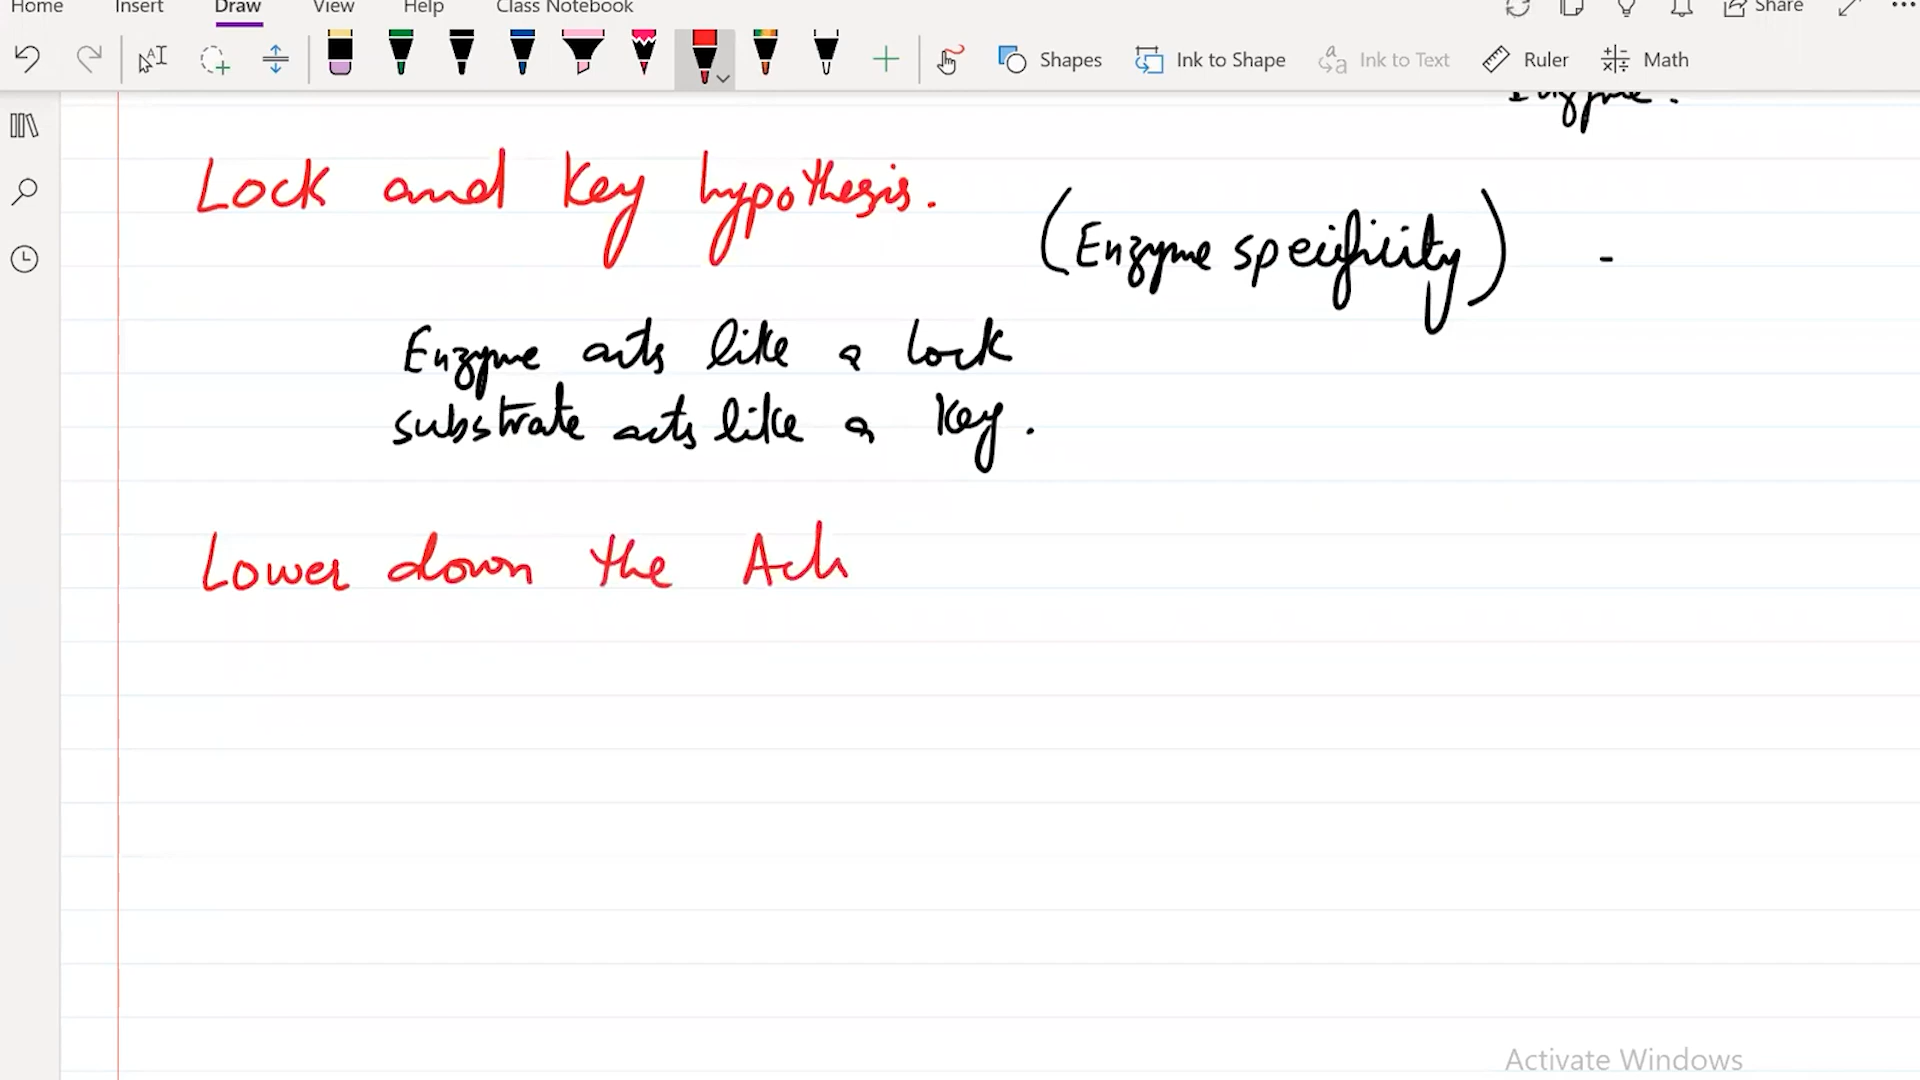 Home Insert Draw View Help Class Notebook Share
Shapes Ink to Shape Ink to Text Ruler Math
Enzyme.
Lock and key hypothesis.
(Enzyme specificity) -
Enzyme acts like a lock
substrate acts like a key.
Lower down the
Activate Windows